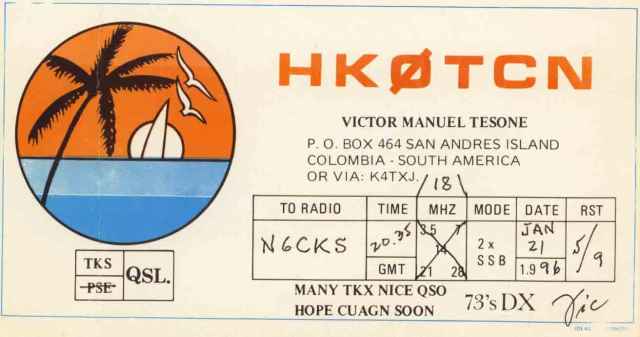 HKØTCN
VICTOR MANUEL TESONE
P. O. BOX 464 SAN ANDRES ISLAND
COLOMBIA - SOUTH AMERICA
OR VIA: K4TXJ.
/18/
TO RADIO TIME MHZ MODE DATE RST
N6CKS 20.35 GMT 3.5 7 14 21 28 2 x SSB JAN 21 1.996 5/9
TKS
PSE
QSL.
MANY TKX NICE QSO
HOPE CUAGN SOON
73's DX Vic